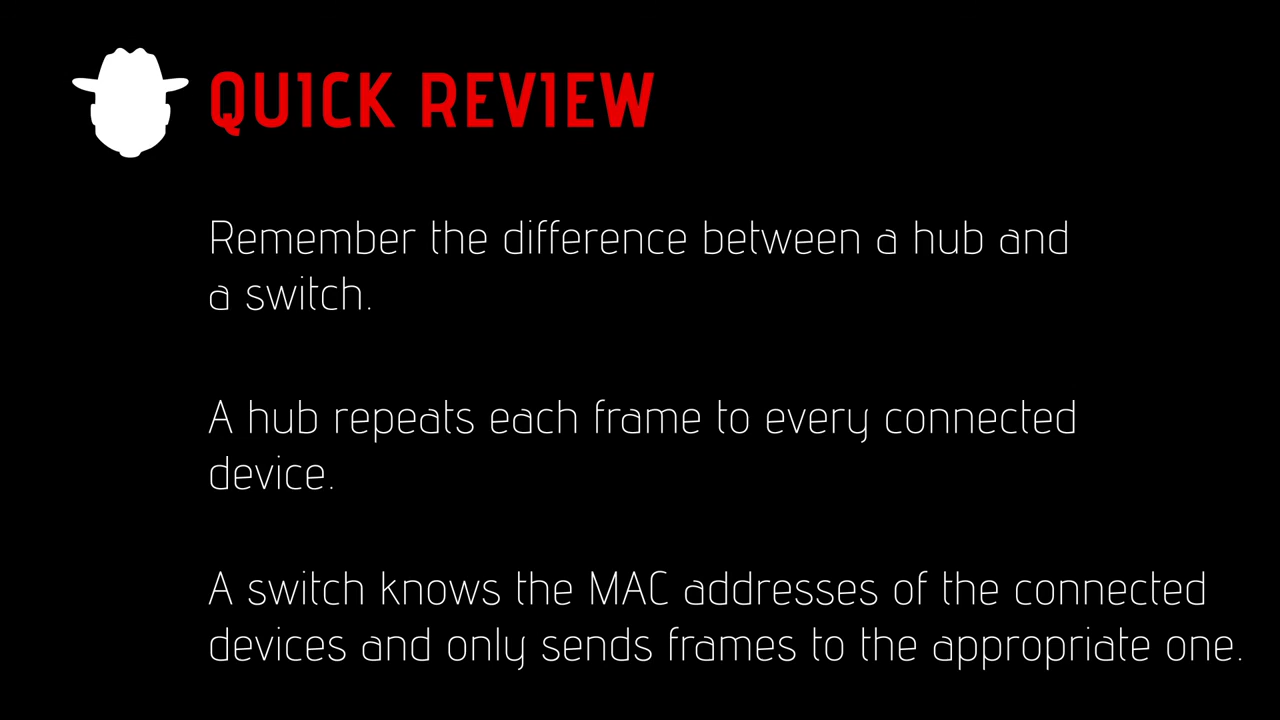 QUICK REVIEW
Remember the difference between a hub and
a switch.
A hub repeats each frame to every connected
device.
A switch knows the MAC addresses of the connected
devices and only sends frames to the appropriate one.